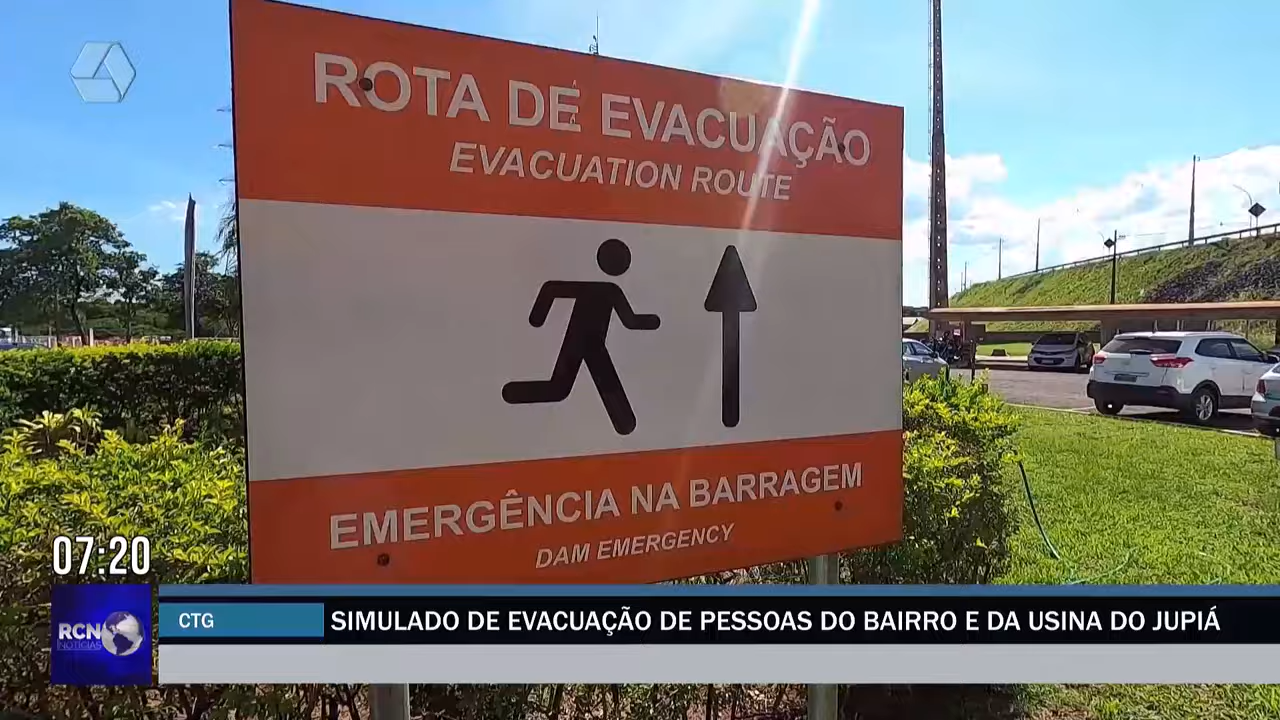 ROTA DE EVACUAÇÃO
EVACUATION ROUTE
EMERGÊNCIA NA BARRAGEM
DAM EMERGENCY
07:20
RCN
NOTÍCIAS
CTG
SIMULADO DE EVACUAÇÃO DE PESSOAS DO BAIRRO E DA USINA DO JUPIÁ